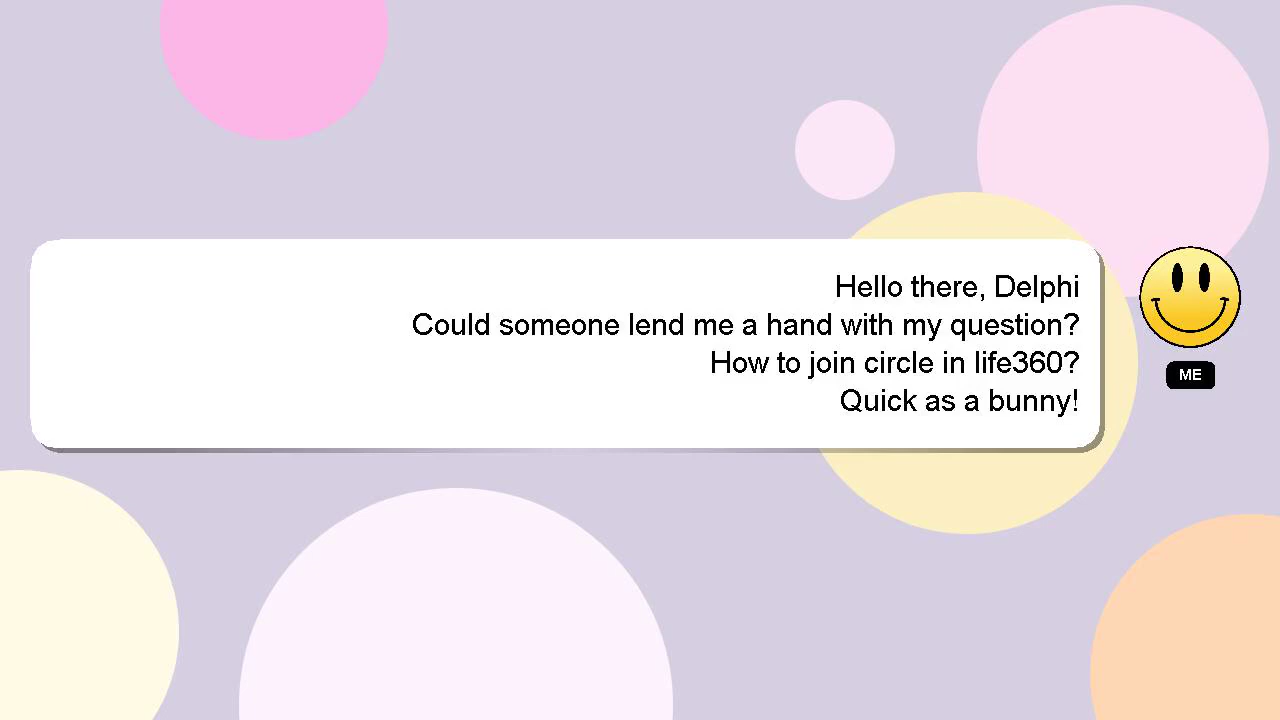 Hello there, Delphi
Could someone lend me a hand with my question?
How to join circle in life360?
Quick as a bunny!
ME